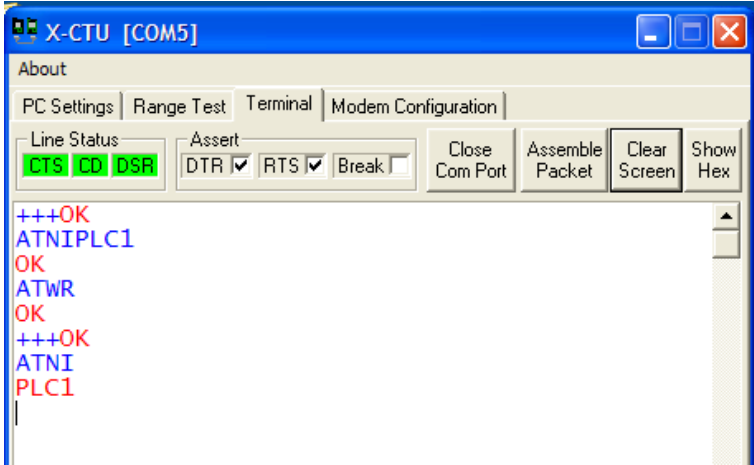 X-CTU [COM5]
About
PC Settings Range Test Terminal Modem Configuration
Line Status Assert
CTS CD DSR DTR RTS Break
Close Com Port
Assemble Packet
Clear Screen
Show Hex
+++OK
ATNIPLC1
OK
ATWR
OK
+++OK
ATNI
PLC1